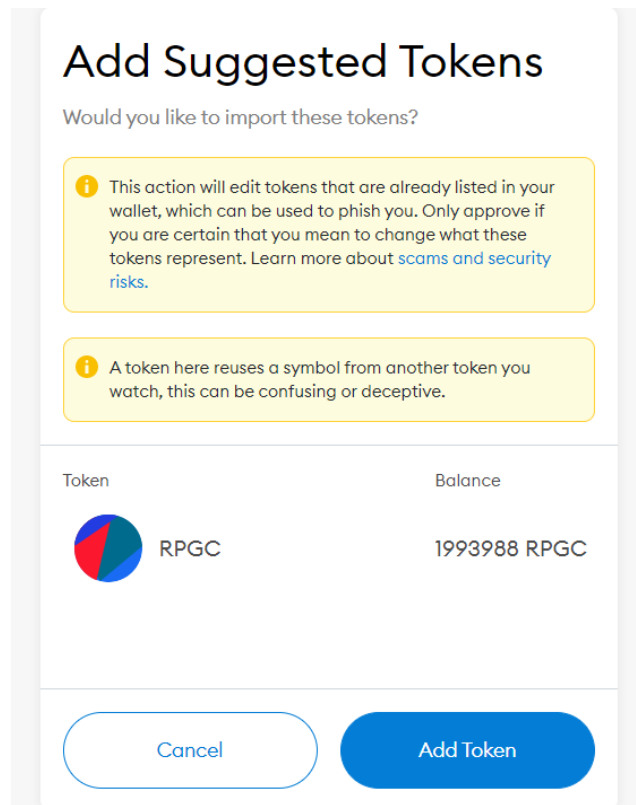 Add Suggested Tokens
Would you like to import these tokens?
This action will edit tokens that are already listed in your
wallet, which can be used to phish you. Only approve if
you are certain that you mean to change what these
tokens represent. Learn more about scams and security
risks.
A token here reuses a symbol from another token you
watch, this can be confusing or deceptive.
Token Balance
RPGC 1993988 RPGC
Cancel Add Token